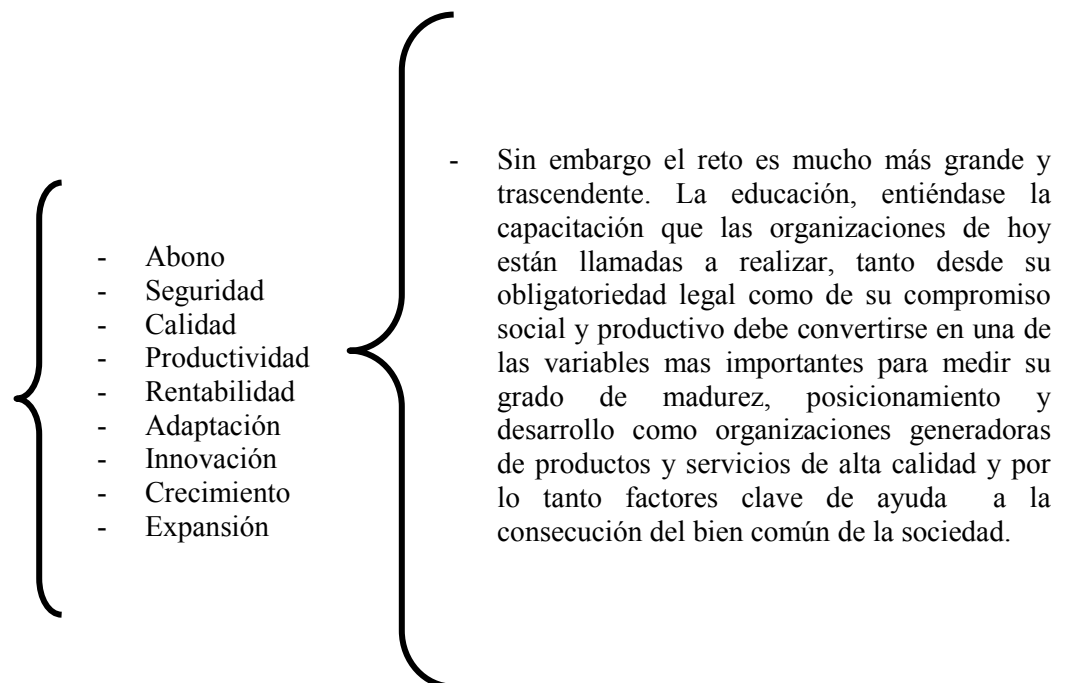 - Abono
- Seguridad
- Calidad
- Productividad
- Rentabilidad
- Adaptación
- Innovación
- Crecimiento
- Expansión
- Sin embargo el reto es mucho más grande y
trascendente. La educación, entiéndase la
capacitación que las organizaciones de hoy
están llamadas a realizar, tanto desde su
obligatoriedad legal como de su compromiso
social y productivo debe convertirse en una de
las variables mas importantes para medir su
grado de madurez, posicionamiento y
desarrollo como organizaciones generadoras
de productos y servicios de alta calidad y por
lo tanto factores clave de ayuda a la
consecución del bien común de la sociedad.